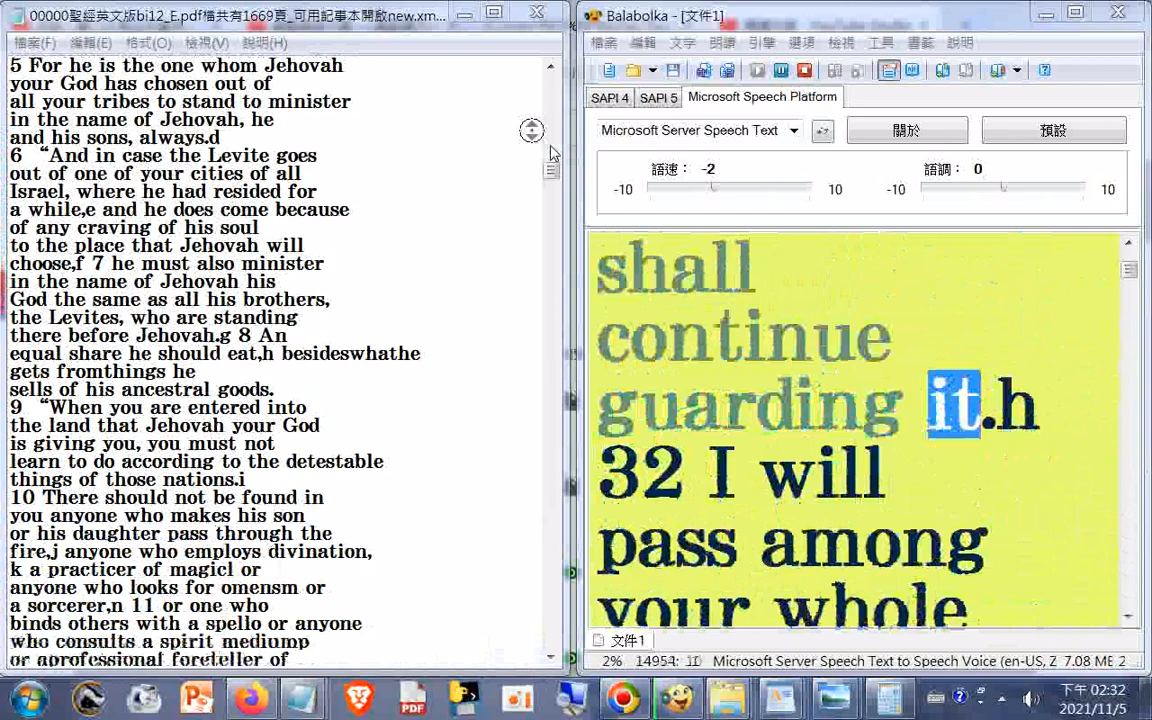 00000聖經英文版bi12_E.pdf檔共有1669頁_可用記事本開啟new.xm...
檔案(F) 編輯(E) 格式(O) 檢視(V) 說明(H)
5 For he is the one whom Jehovah
your God has chosen out of
all your tribes to stand to minister
in the name of Jehovah, he
and his sons, always.d
6 “And in case the Levite goes
out of one of your cities of all
Israel, where he had resided for
a while,e and he does come because
of any craving of his soul
to the place that Jehovah will
choose,f 7 he must also minister
in the name of Jehovah his
God the same as all his brothers,
the Levites, who are standing
there before Jehovah.g 8 An
equal share he should eat,h besideswhathe
gets fromthings he
sells of his ancestral goods.
9 “When you are entered into
the land that Jehovah your God
is giving you, you must not
learn to do according to the detestable
things of those nations.i
10 There should not be found in
you anyone who makes his son
or his daughter pass through the
fire,j anyone who employs divination,
k a practicer of magicl or
anyone who looks for omensm or
a sorcerer,n 11 or one who
binds others with a spello or anyone
who consults a spirit mediump
or aprofessional foreteller of
Balabolka - [文件1]
檔案 編輯 文字 朗讀 引擎 選項 檢視 工具 書籤 說明
SAPI 4 SAPI 5 Microsoft Speech Platform
Microsoft Server Speech Text 關於 預設
語速： -2 語調： 0
-10 10 -10 10
shall
continue
guarding it.h
32 I will
pass among
your whole
文件1
2% Microsoft Server Speech Text to Speech Voice (en-US, Z 7.08 ME 2
PDF
下午 02:32
2021/11/5